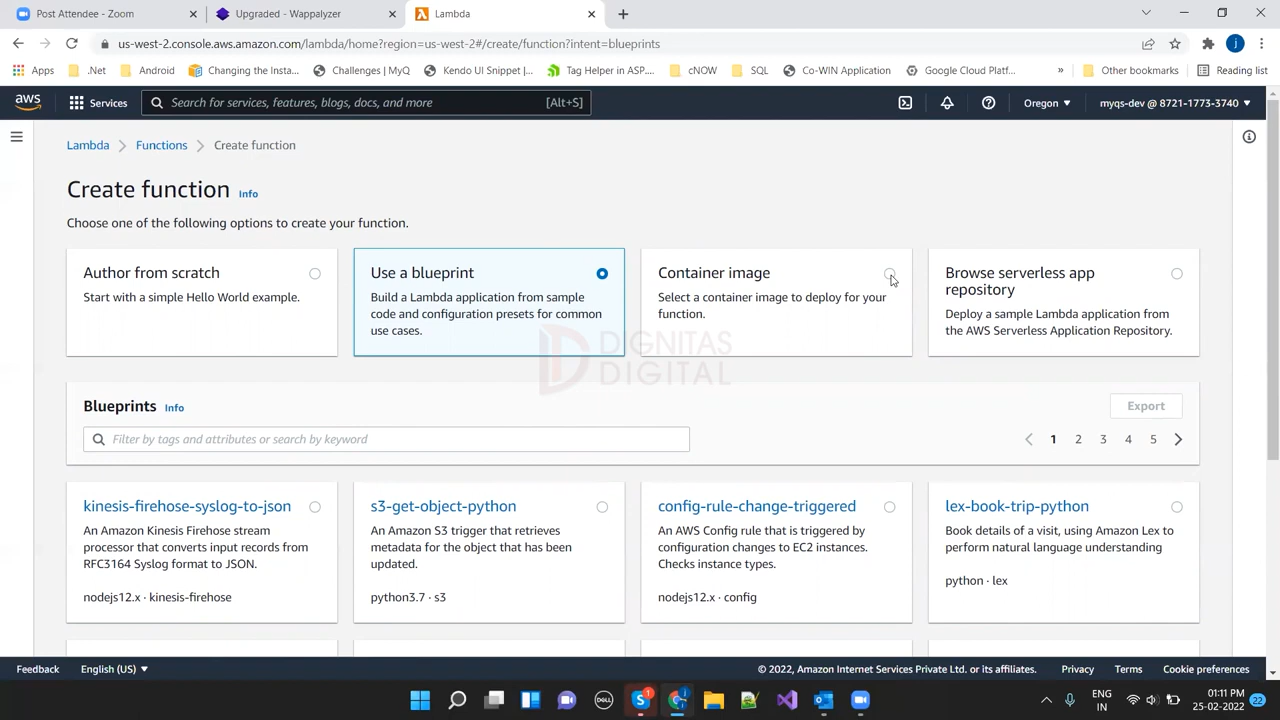 Post Attendee - Zoom
Upgraded - Wappalyzer
Lambda
us-west-2.console.aws.amazon.com/lambda/home?region=us-west-2#/create/function?intent=blueprints
j
Apps
.Net
Android
Changing the Insta...
Challenges | MyQ
Kendo UI Snippet |...
Tag Helper in ASP....
cNOW
SQL
Co-WIN Application
Google Cloud Platf...
»
Other bookmarks
Reading list
aws
Services
Search for services, features, blogs, docs, and more
[Alt+S]
Oregon
myqs-dev @ 8721-1773-3740
Lambda
Functions
Create function
Create function
Info
Choose one of the following options to create your function.
Author from scratch
Start with a simple Hello World example.
Use a blueprint
Build a Lambda application from sample
code and configuration presets for common
use cases.
Container image
Select a container image to deploy for your
function.
Browse serverless app
repository
Deploy a sample Lambda application from
the AWS Serverless Application Repository.
DIGNITAS
DIGITAL
Blueprints
Info
Export
Filter by tags and attributes or search by keyword
1
2
3
4
5
kinesis-firehose-syslog-to-json
An Amazon Kinesis Firehose stream
processor that converts input records from
RFC3164 Syslog format to JSON.
nodejs12.x · kinesis-firehose
s3-get-object-python
An Amazon S3 trigger that retrieves
metadata for the object that has been
updated.
python3.7 · s3
config-rule-change-triggered
An AWS Config rule that is triggered by
configuration changes to EC2 instances.
Checks instance types.
nodejs12.x · config
lex-book-trip-python
Book details of a visit, using Amazon Lex to
perform natural language understanding
python · lex
Feedback
English (US)
© 2022, Amazon Internet Services Private Ltd. or its affiliates.
Privacy
Terms
Cookie preferences
DELL
S
1
ENG
IN
01:11 PM
25-02-2022
22